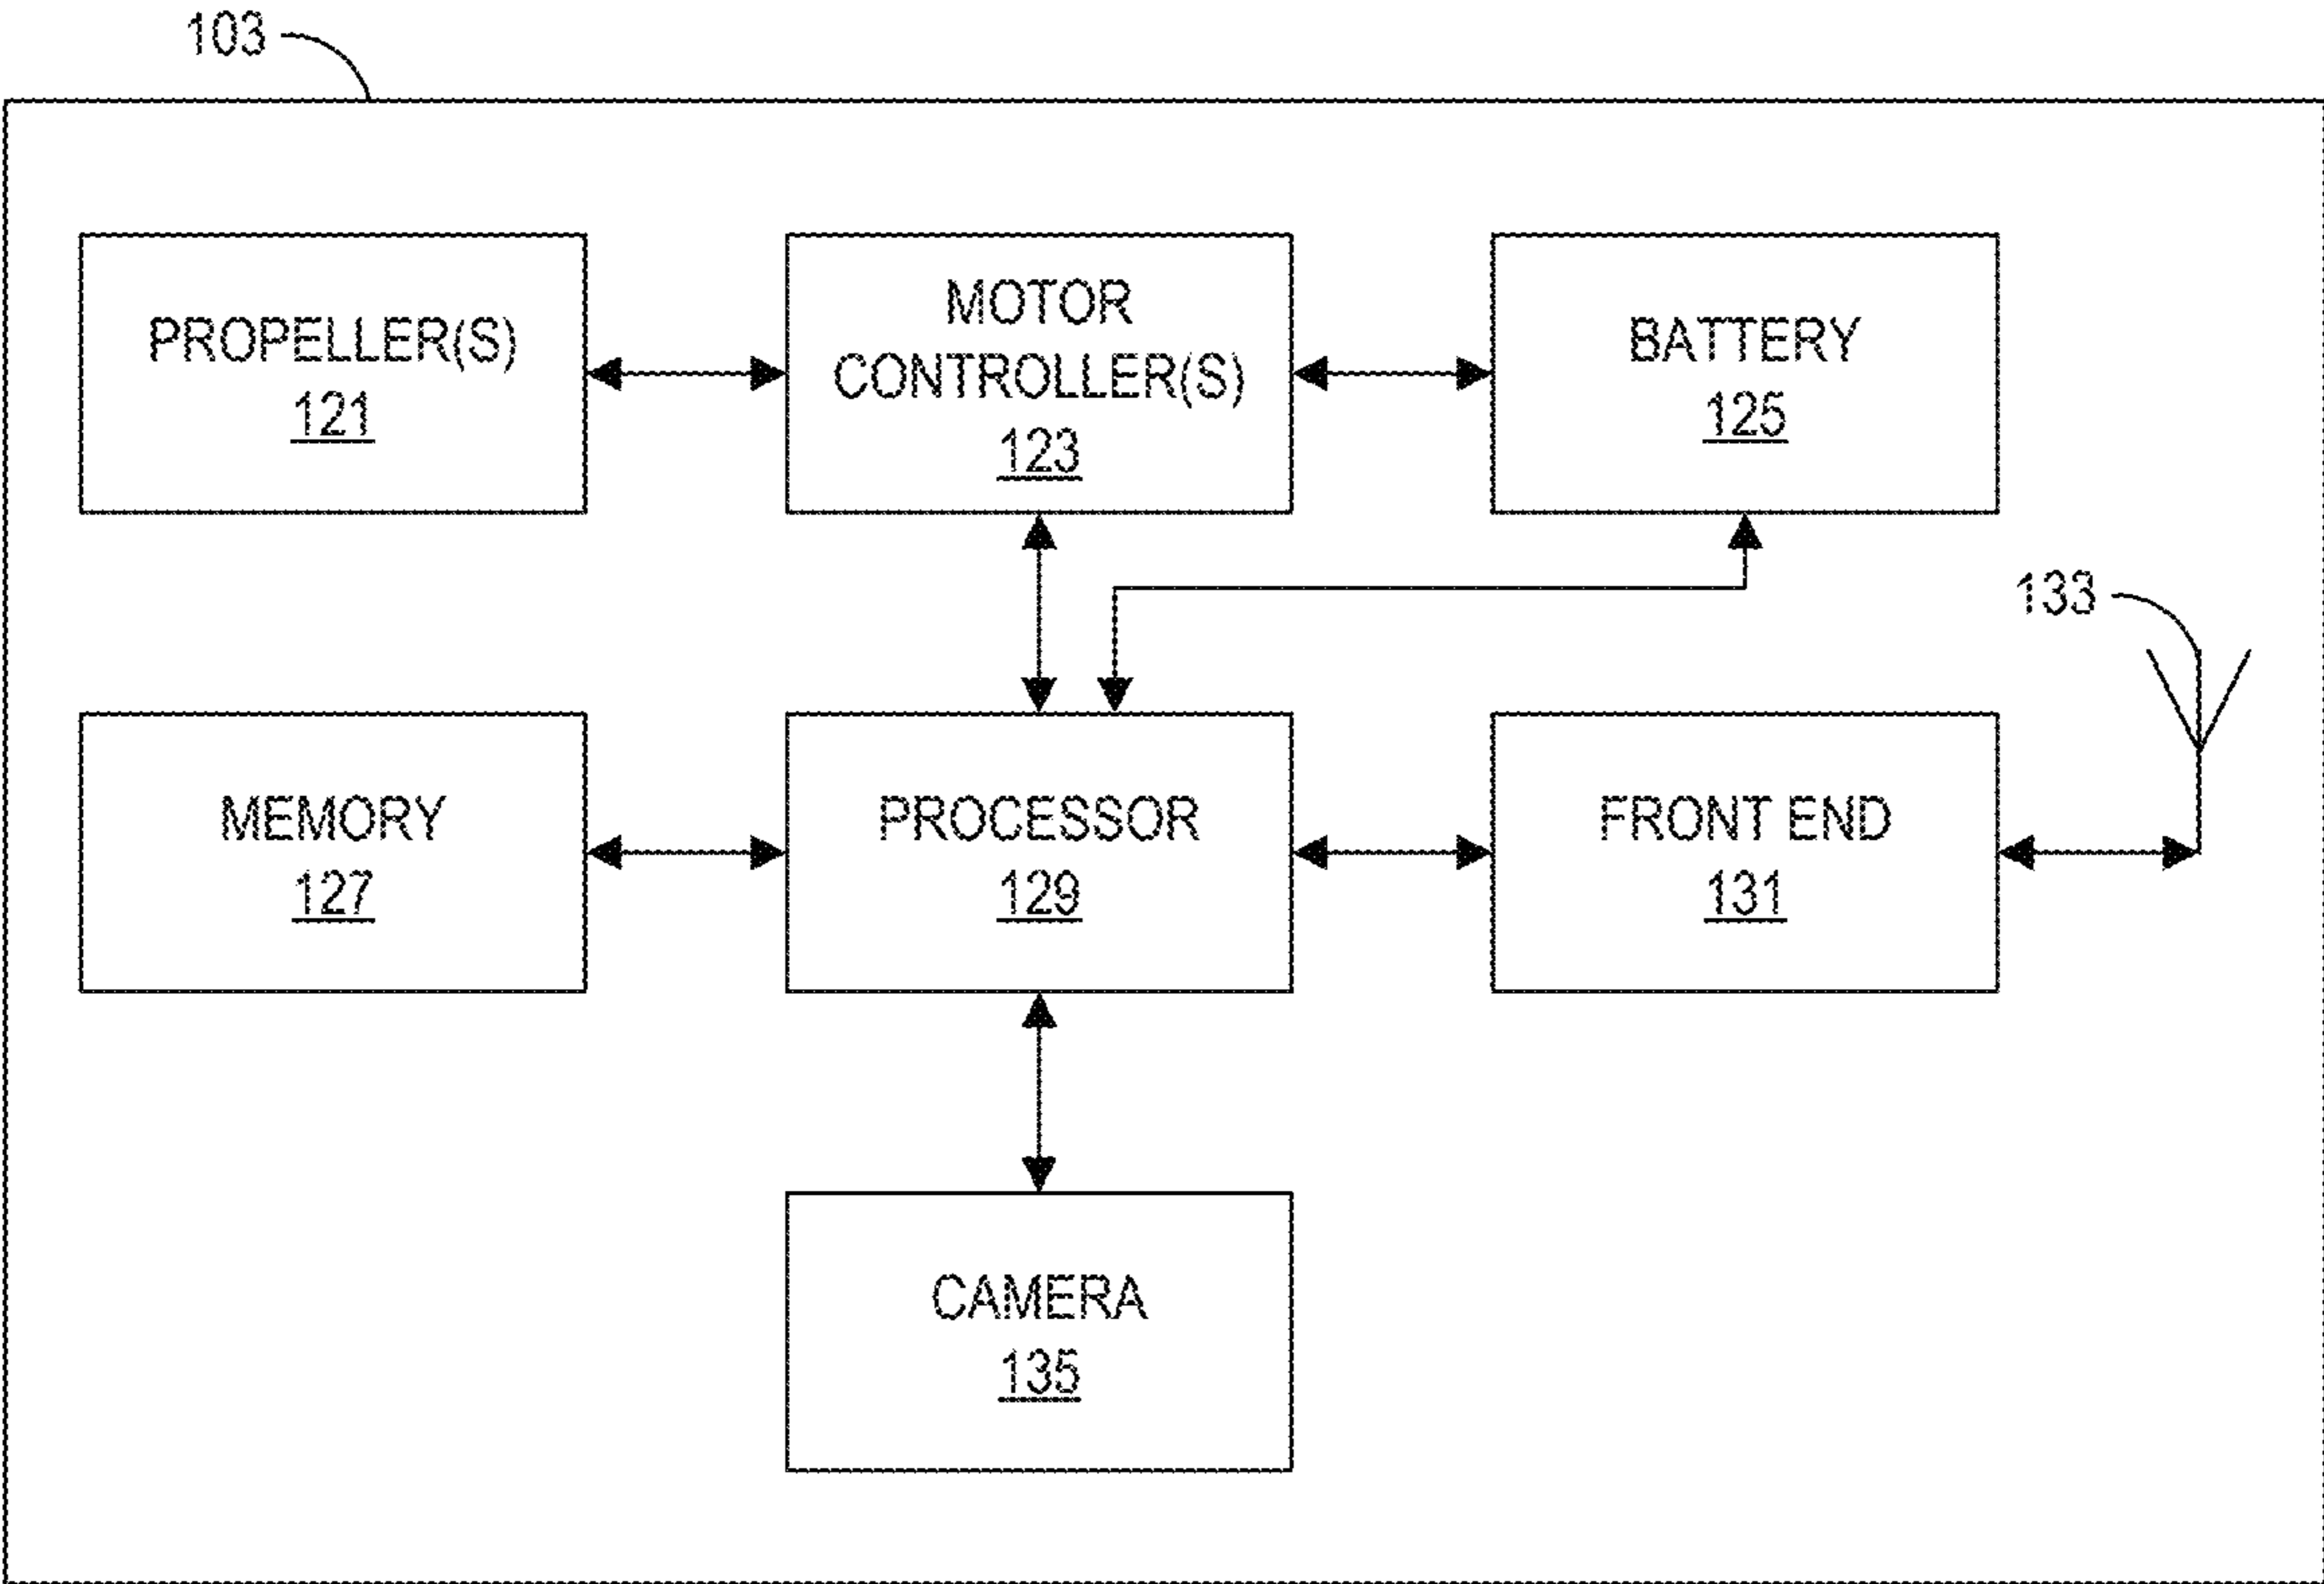 103
PROPELLER(S)
121
MOTOR
CONTROLLER(S)
123
BATTERY
125
133
MEMORY
127
PROCESSOR
129
FRONT END
131
CAMERA
135